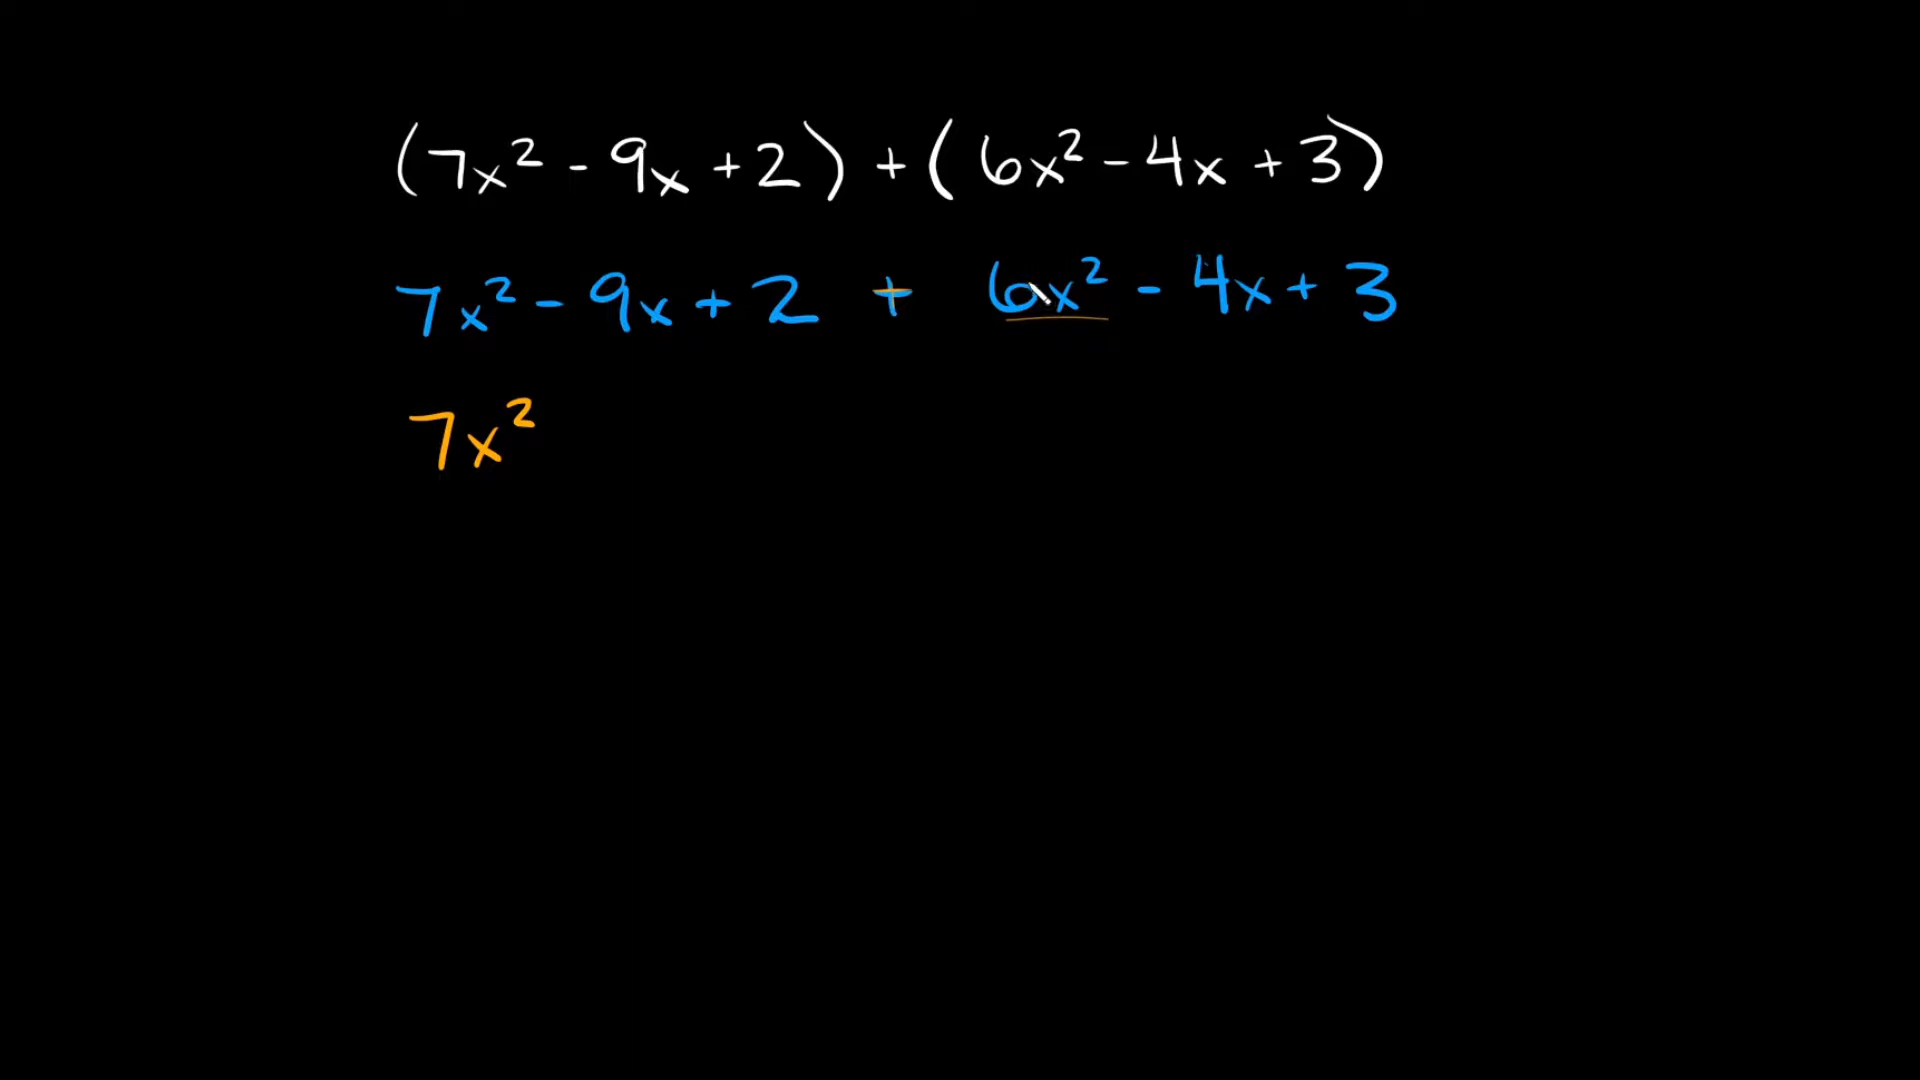 (7x² - 9x + 2) + (6x² - 4x + 3)
7x² - 9x + 2 + 6x² - 4x + 3
7x²